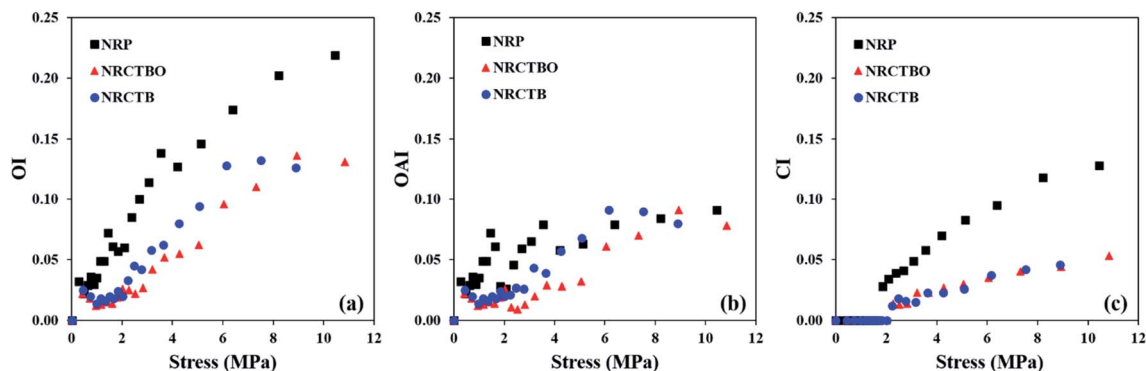 0.25
0.20
0.15
0.10
0.05
0.00
OI
NRP
NRCTBO
NRCTB
(a)
0 2 4 6 8 10 12
Stress (MPa)
0.25
0.20
0.15
0.10
0.05
0.00
OAI
NRP
NRCTBO
NRCTB
(b)
0 2 4 6 8 10 12
Stress (MPa)
0.25
0.20
0.15
0.10
0.05
0.00
CI
NRP
NRCTBO
NRCTB
(c)
0 2 4 6 8 10 12
Stress (MPa)